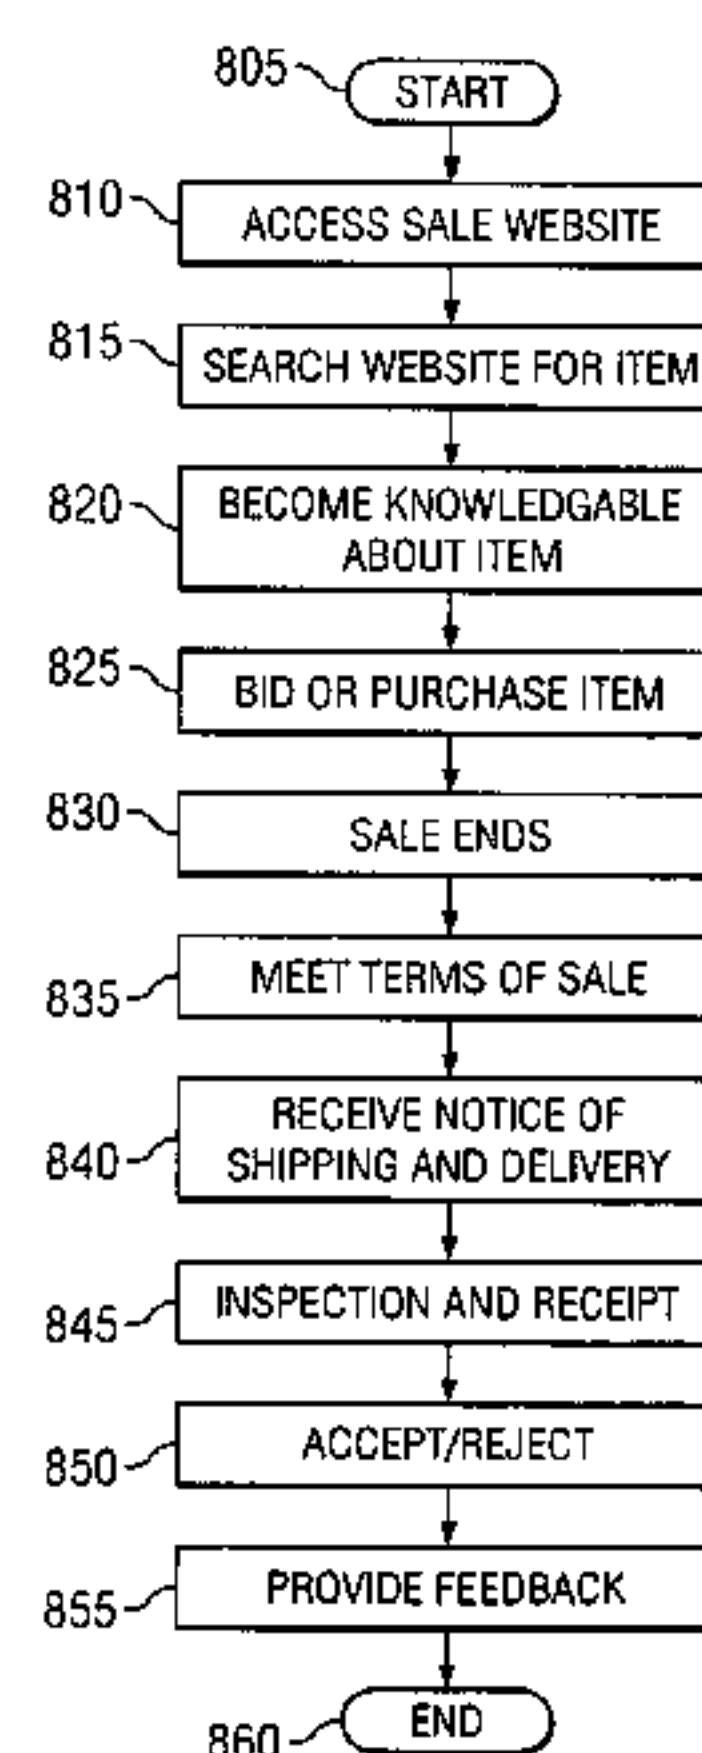 805 START
810 ACCESS SALE WEBSITE
815 SEARCH WEBSITE FOR ITEM
820 BECOME KNOWLEDGABLE
ABOUT ITEM
825 BID OR PURCHASE ITEM
830 SALE ENDS
835 MEET TERMS OF SALE
840 RECEIVE NOTICE OF
SHIPPING AND DELIVERY
845 INSPECTION AND RECEIPT
850 ACCEPT/REJECT
855 PROVIDE FEEDBACK
860 END